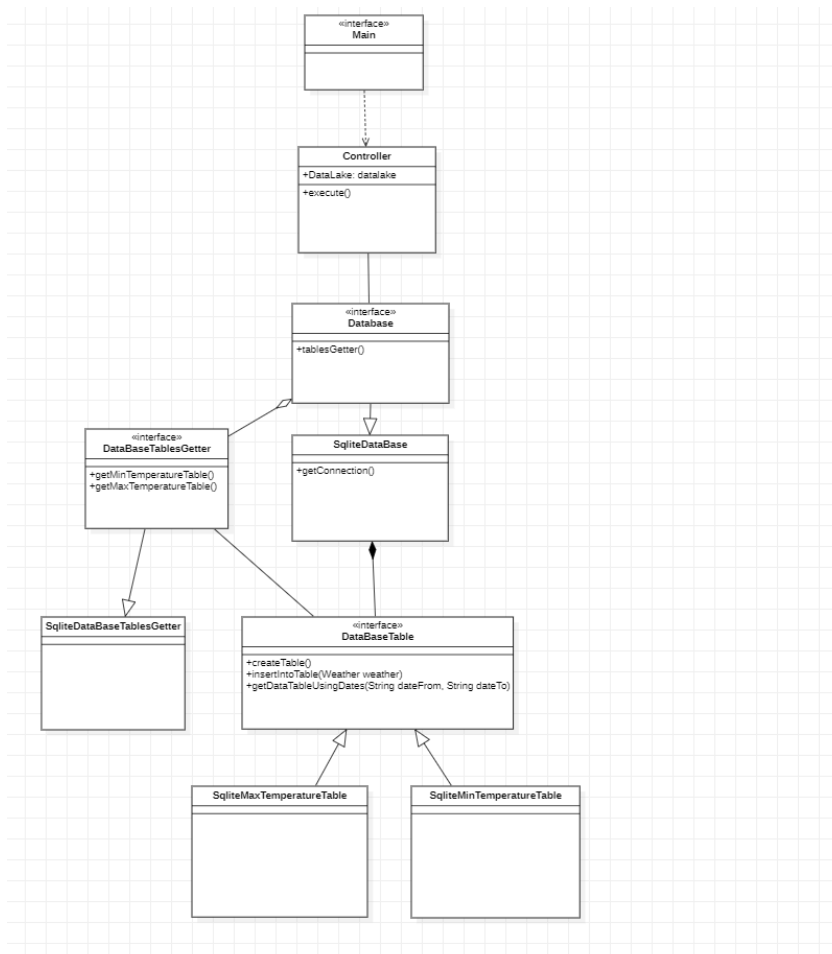 «interface»
Main
Controller
+DataLake: datalake
+execute()
«interface»
Database
+tablesGetter()
«interface»
DataBaseTablesGetter
+getMinTemperatureTable()
+getMaxTemperatureTable()
SqliteDataBase
+getConnection()
SqliteDataBaseTablesGetter
«interface»
DataBaseTable
+createTable()
+insertIntoTable(Weather weather)
+getDataTableUsingDates(String dateFrom, String dateTo)
SqliteMaxTemperatureTable
SqliteMinTemperatureTable